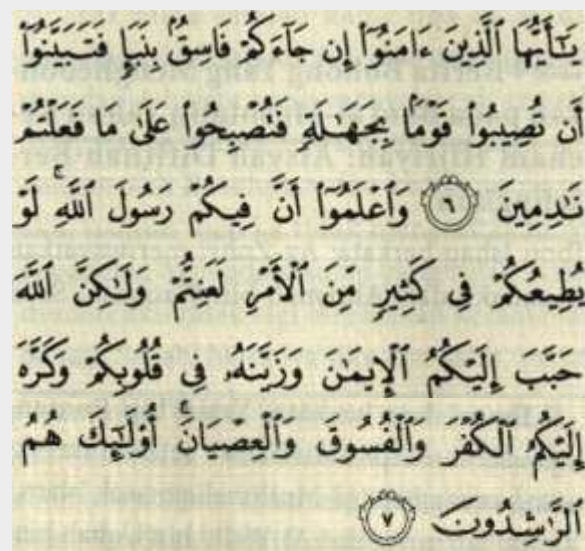 يَـٰٓأَيُّهَا ٱلَّذِينَ ءَامَنُوٓا۟ إِن جَآءَكُمْ فَاسِقٌۢ بِنَبَإٍ فَتَبَيَّنُوٓا۟
أَن تُصِيبُوا۟ قَوْمًۢا بِجَهَـٰلَةٍ فَتُصْبِحُوا۟ عَلَىٰ مَا فَعَلْتُمْ
نَـٰدِمِينَ ٦ وَٱعْلَمُوٓا۟ أَنَّ فِيكُمْ رَسُولَ ٱللَّهِ ۚ لَوْ
يُطِيعُكُمْ فِى كَثِيرٍ مِّنَ ٱلْأَمْرِ لَعَنِتُّمْ وَلَـٰكِنَّ ٱللَّهَ
حَبَّبَ إِلَيْكُمُ ٱلْإِيمَـٰنَ وَزَيَّنَهُۥ فِى قُلُوبِكُمْ وَكَرَّهَ
إِلَيْكُمُ ٱلْكُفْرَ وَٱلْفُسُوقَ وَٱلْعِصْيَانَ ۚ أُو۟لَـٰٓئِكَ هُمُ
ٱلرَّٰشِدُونَ ٧